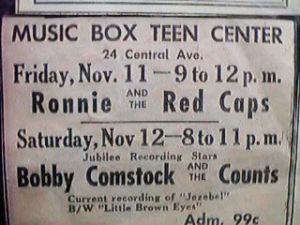 MUSIC BOX TEEN CENTER
24 Central Ave.
Friday, Nov. 11—9 to 12 p. m.
Ronnie AND THE Red Caps
Saturday, Nov 12—8 to 11 p. m.
Jubilee Recording Stars
Bobby Comstock AND THE Counts
Current recording of "Jezebel"
B/W "Little Brown Eyes"
Adm. 99c